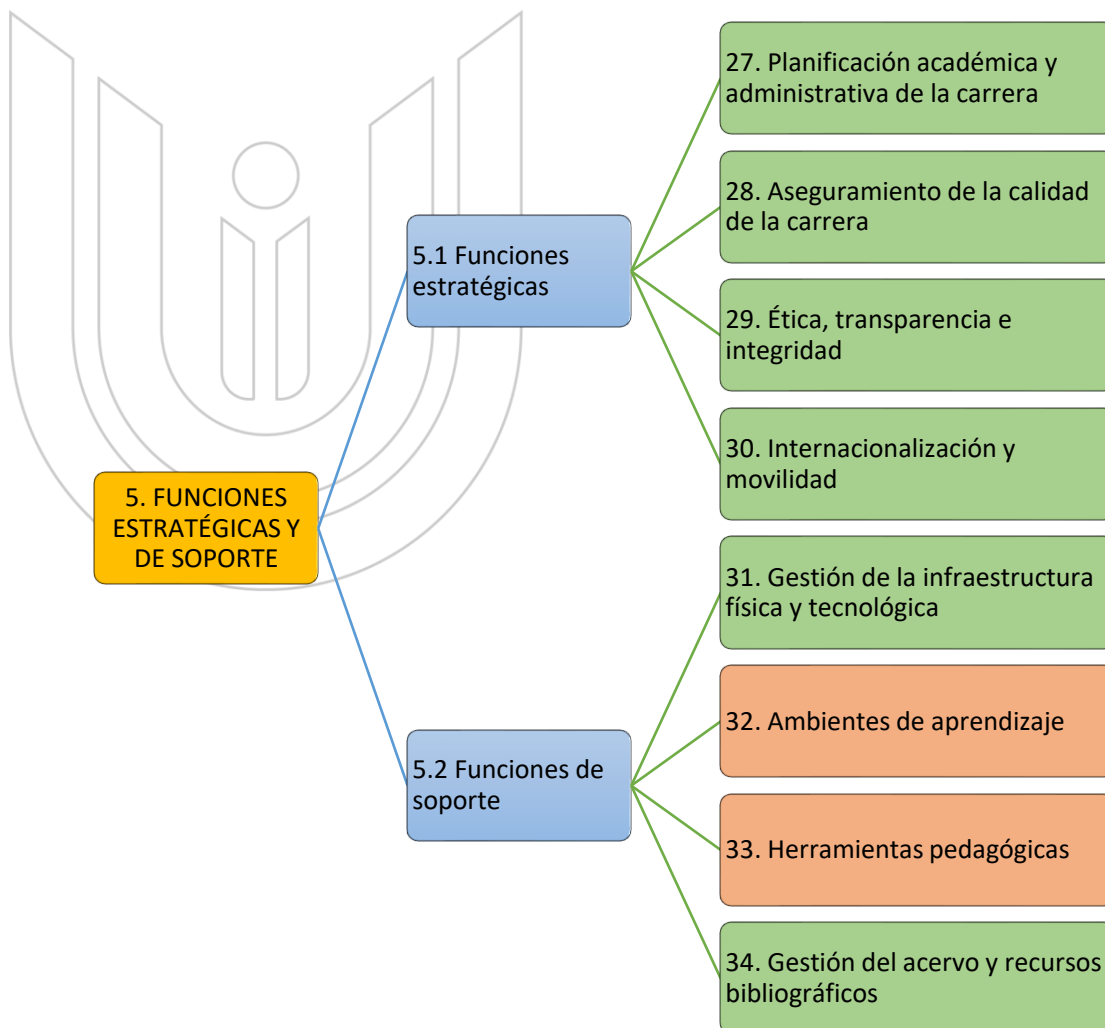 27. Planificación académica y
administrativa de la carrera
28. Aseguramiento de la calidad
de la carrera
5.1 Funciones
estratégicas
29. Ética, transparencia e
integridad
30. Internacionalización y
movilidad
5. FUNCIONES
ESTRATÉGICAS Y
DE SOPORTE
31. Gestión de la infraestructura
física y tecnológica
32. Ambientes de aprendizaje
5.2 Funciones de
soporte
33. Herramientas pedagógicas
34. Gestión del acervo y recursos
bibliográficos